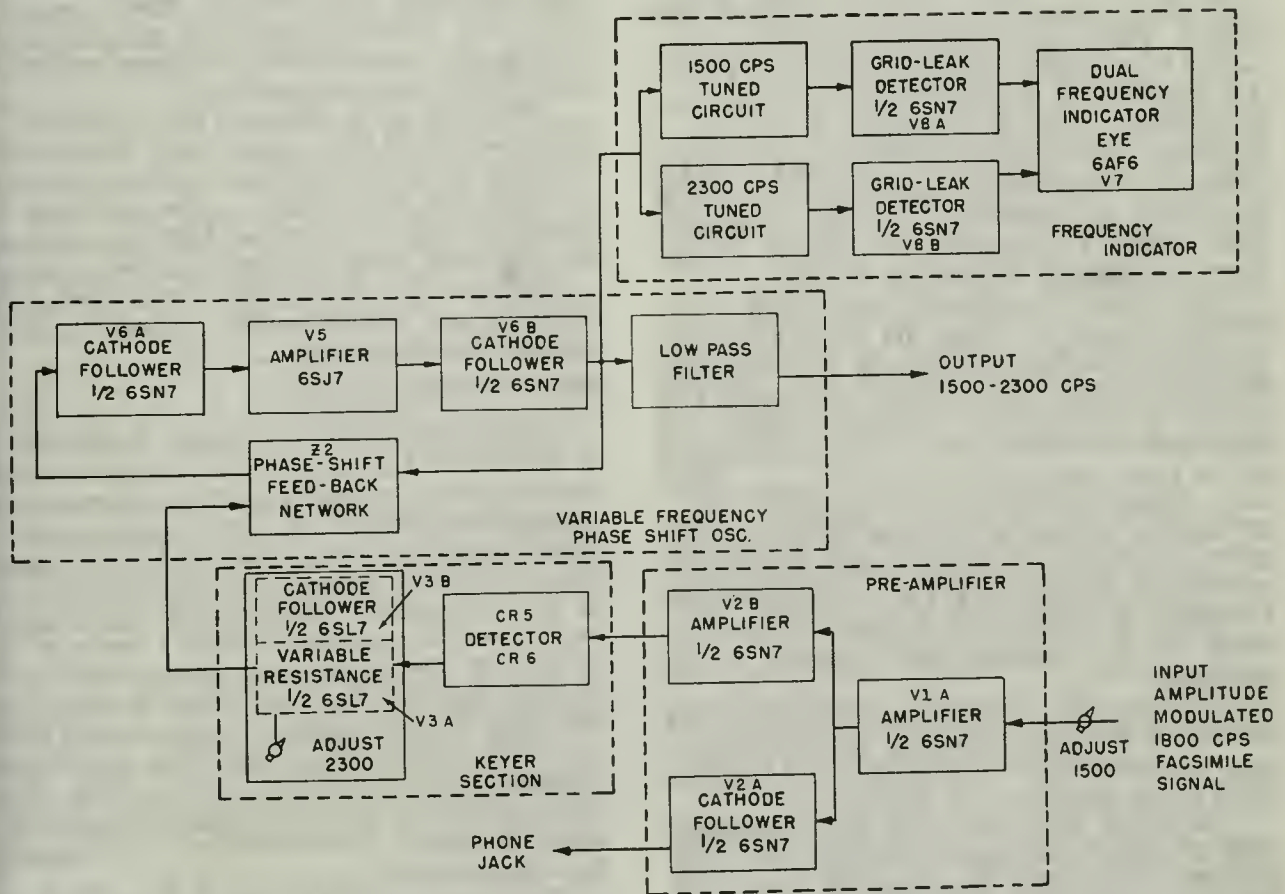 1500 CPS
TUNED
CIRCUIT
GRID-LEAK
DETECTOR
1/2 6SN7
V8 A
DUAL
FREQUENCY
INDICATOR
EYE
6AF6
V7
2300 CPS
TUNED
CIRCUIT
GRID-LEAK
DETECTOR
1/2 6SN7
V8 B
FREQUENCY
INDICATOR
V6 A
CATHODE
FOLLOWER
1/2 6SN7
V5
AMPLIFIER
6SJ7
V6 B
CATHODE
FOLLOWER
1/2 6SN7
LOW PASS
FILTER
OUTPUT
1500-2300 CPS
Z2
PHASE-SHIFT
FEED-BACK
NETWORK
VARIABLE FREQUENCY
PHASE SHIFT OSC.
CATHODE
FOLLOWER
1/2 6SL7
V3 B
VARIABLE
RESISTANCE
1/2 6SL7
V3 A
ADJUST
2300
CR5
DETECTOR
CR6
KEYER
SECTION
PRE-AMPLIFIER
V2 B
AMPLIFIER
1/2 6SN7
V1 A
AMPLIFIER
1/2 6SN7
ADJUST
1500
INPUT
AMPLITUDE
MODULATED
1800 CPS
FACSIMILE
SIGNAL
V2 A
CATHODE
FOLLOWER
1/2 6SN7
PHONE
JACK